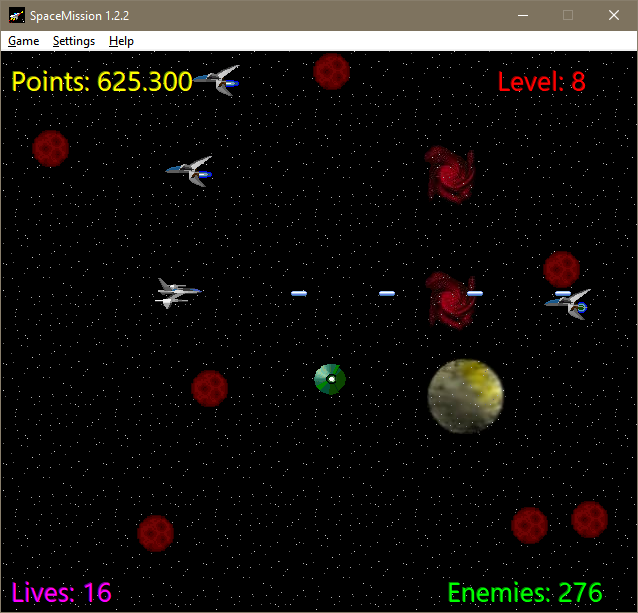 SpaceMission 1.2.2
Game Settings Help
Points: 625.300 Level: 8
Lives: 16 Enemies: 276